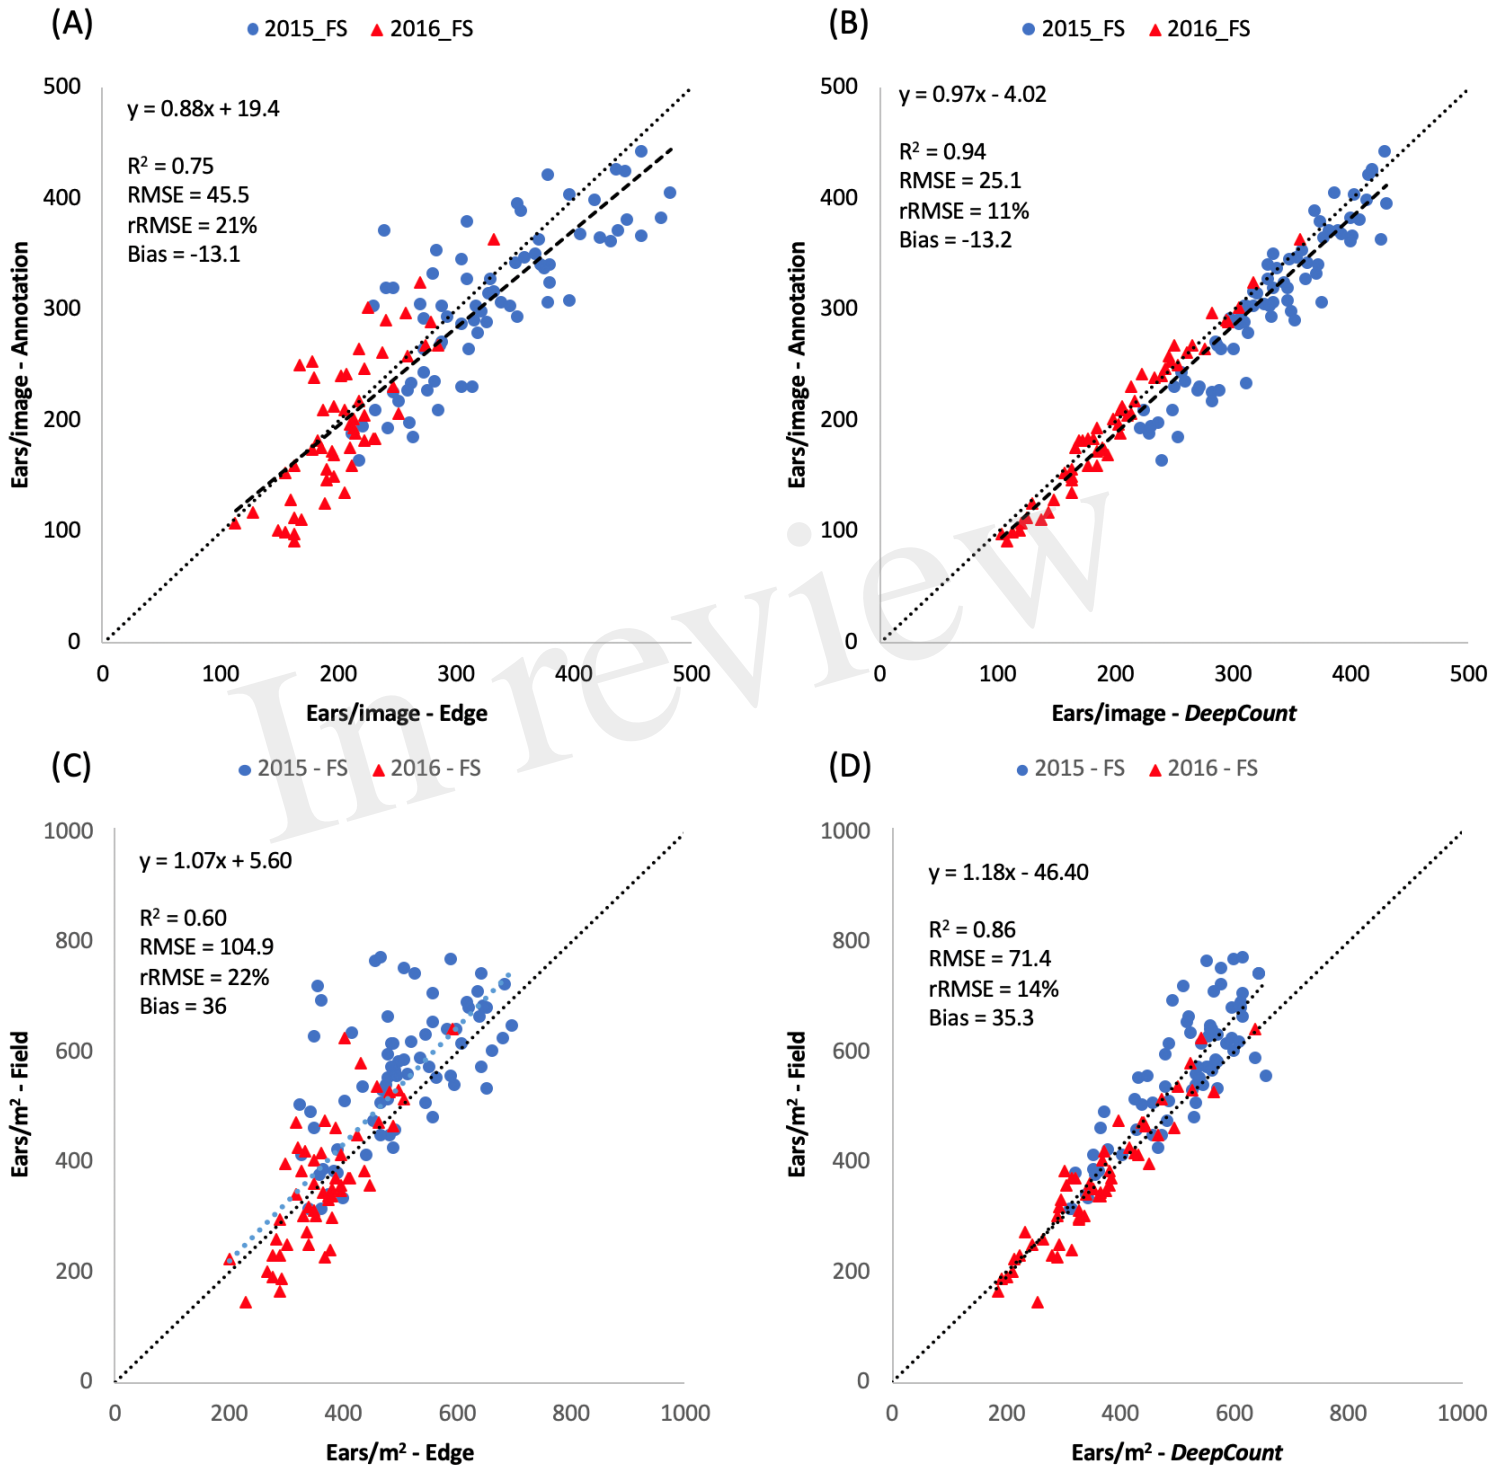 (A)
2015_FS 2016_FS
500
400
300
200
100
0
y = 0.88x + 19.4
R² = 0.75
RMSE = 45.5
rRMSE = 21%
Bias = -13.1
Ears/image - Annotation
0 100 200 300 400 500
Ears/image - Edge
(B)
2015_FS 2016_FS
500
400
300
200
100
0
y = 0.97x - 4.02
R² = 0.94
RMSE = 25.1
rRMSE = 11%
Bias = -13.2
Ears/image - Annotation
0 100 200 300 400 500
Ears/image - DeepCount
In review
(C)
2015 - FS 2016 - FS
1000
800
600
400
200
0
y = 1.07x + 5.60
R² = 0.60
RMSE = 104.9
rRMSE = 22%
Bias = 36
Ears/m² - Field
0 200 400 600 800 1000
Ears/m² - Edge
(D)
2015 - FS 2016 - FS
1000
800
600
400
200
0
y = 1.18x - 46.40
R² = 0.86
RMSE = 71.4
rRMSE = 14%
Bias = 35.3
Ears/m² - Field
0 200 400 600 800 1000
Ears/m² - DeepCount